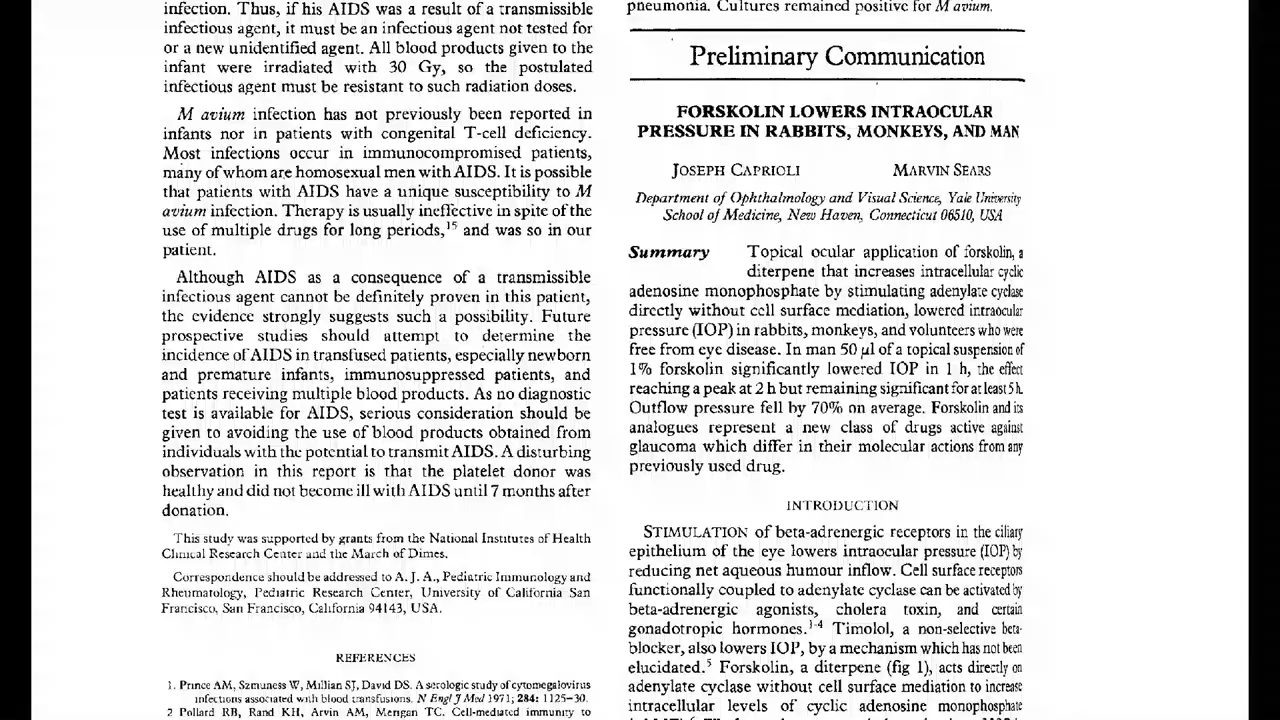 infection. Thus, if his AIDS was a result of a transmissible
infectious agent, it must be an infectious agent not tested for
or a new unidentified agent. All blood products given to the
infant were irradiated with 30 Gy, so the postulated
infectious agent must be resistant to such radiation doses.
M avium infection has not previously been reported in
infants nor in patients with congenital T-cell deficiency.
Most infections occur in immunocompromised patients,
many of whom are homosexual men with AIDS. It is possible
that patients with AIDS have a unique susceptibility to M
avium infection. Therapy is usually ineffective in spite of the
use of multiple drugs for long periods,¹⁵ and was so in our
patient.
Although AIDS as a consequence of a transmissible
infectious agent cannot be definitely proven in this patient,
the evidence strongly suggests such a possibility. Future
prospective studies should attempt to determine the
incidence of AIDS in transfused patients, especially newborn
and premature infants, immunosuppressed patients, and
patients receiving multiple blood products. As no diagnostic
test is available for AIDS, serious consideration should be
given to avoiding the use of blood products obtained from
individuals with the potential to transmit AIDS. A disturbing
observation in this report is that the platelet donor was
healthy and did not become ill with AIDS until 7 months after
donation.
This study was supported by grants from the National Institutes of Health
Clinical Research Center and the March of Dimes.
Correspondence should be addressed to A. J. A., Pediatric Immunology and
Rheumatology, Pediatric Research Center, University of California San
Francisco, San Francisco, California 94143, USA.
REFERENCES
1. Prince AM, Szmuness W, Millian SJ, David DS. A serologic study of cytomegalovirus
infections associated with blood transfusions. N Engl J Med 1971; 284: 1125-30.
2 Pollard RB, Rand KH, Arvin AM, Merigan TC. Cell-mediated immunity to
pneumonia. Cultures remained positive for M avium.
Preliminary Communication
FORSKOLIN LOWERS INTRAOCULAR
PRESSURE IN RABBITS, MONKEYS, AND MAN
JOSEPH CAPRIOLI MARVIN SEARS
Department of Ophthalmology and Visual Science, Yale University
School of Medicine, New Haven, Connecticut 06510, USA
Summary Topical ocular application of forskolin, a
diterpene that increases intracellular cyclic
adenosine monophosphate by stimulating adenylate cyclase
directly without cell surface mediation, lowered intraocular
pressure (IOP) in rabbits, monkeys, and volunteers who were
free from eye disease. In man 50 µl of a topical suspension of
1% forskolin significantly lowered IOP in 1 h, the effect
reaching a peak at 2 h but remaining significant for at least 5 h.
Outflow pressure fell by 70% on average. Forskolin and its
analogues represent a new class of drugs active against
glaucoma which differ in their molecular actions from any
previously used drug.
INTRODUCTION
STIMULATION of beta-adrenergic receptors in the ciliary
epithelium of the eye lowers intraocular pressure (IOP) by
reducing net aqueous humour inflow. Cell surface receptors
functionally coupled to adenylate cyclase can be activated by
beta-adrenergic agonists, cholera toxin, and certain
gonadotropic hormones.¹⁻⁴ Timolol, a non-selective beta-
blocker, also lowers IOP, by a mechanism which has not been
elucidated.⁵ Forskolin, a diterpene (fig 1), acts directly on
adenylate cyclase without cell surface mediation to increase
intracellular levels of cyclic adenosine monophosphate